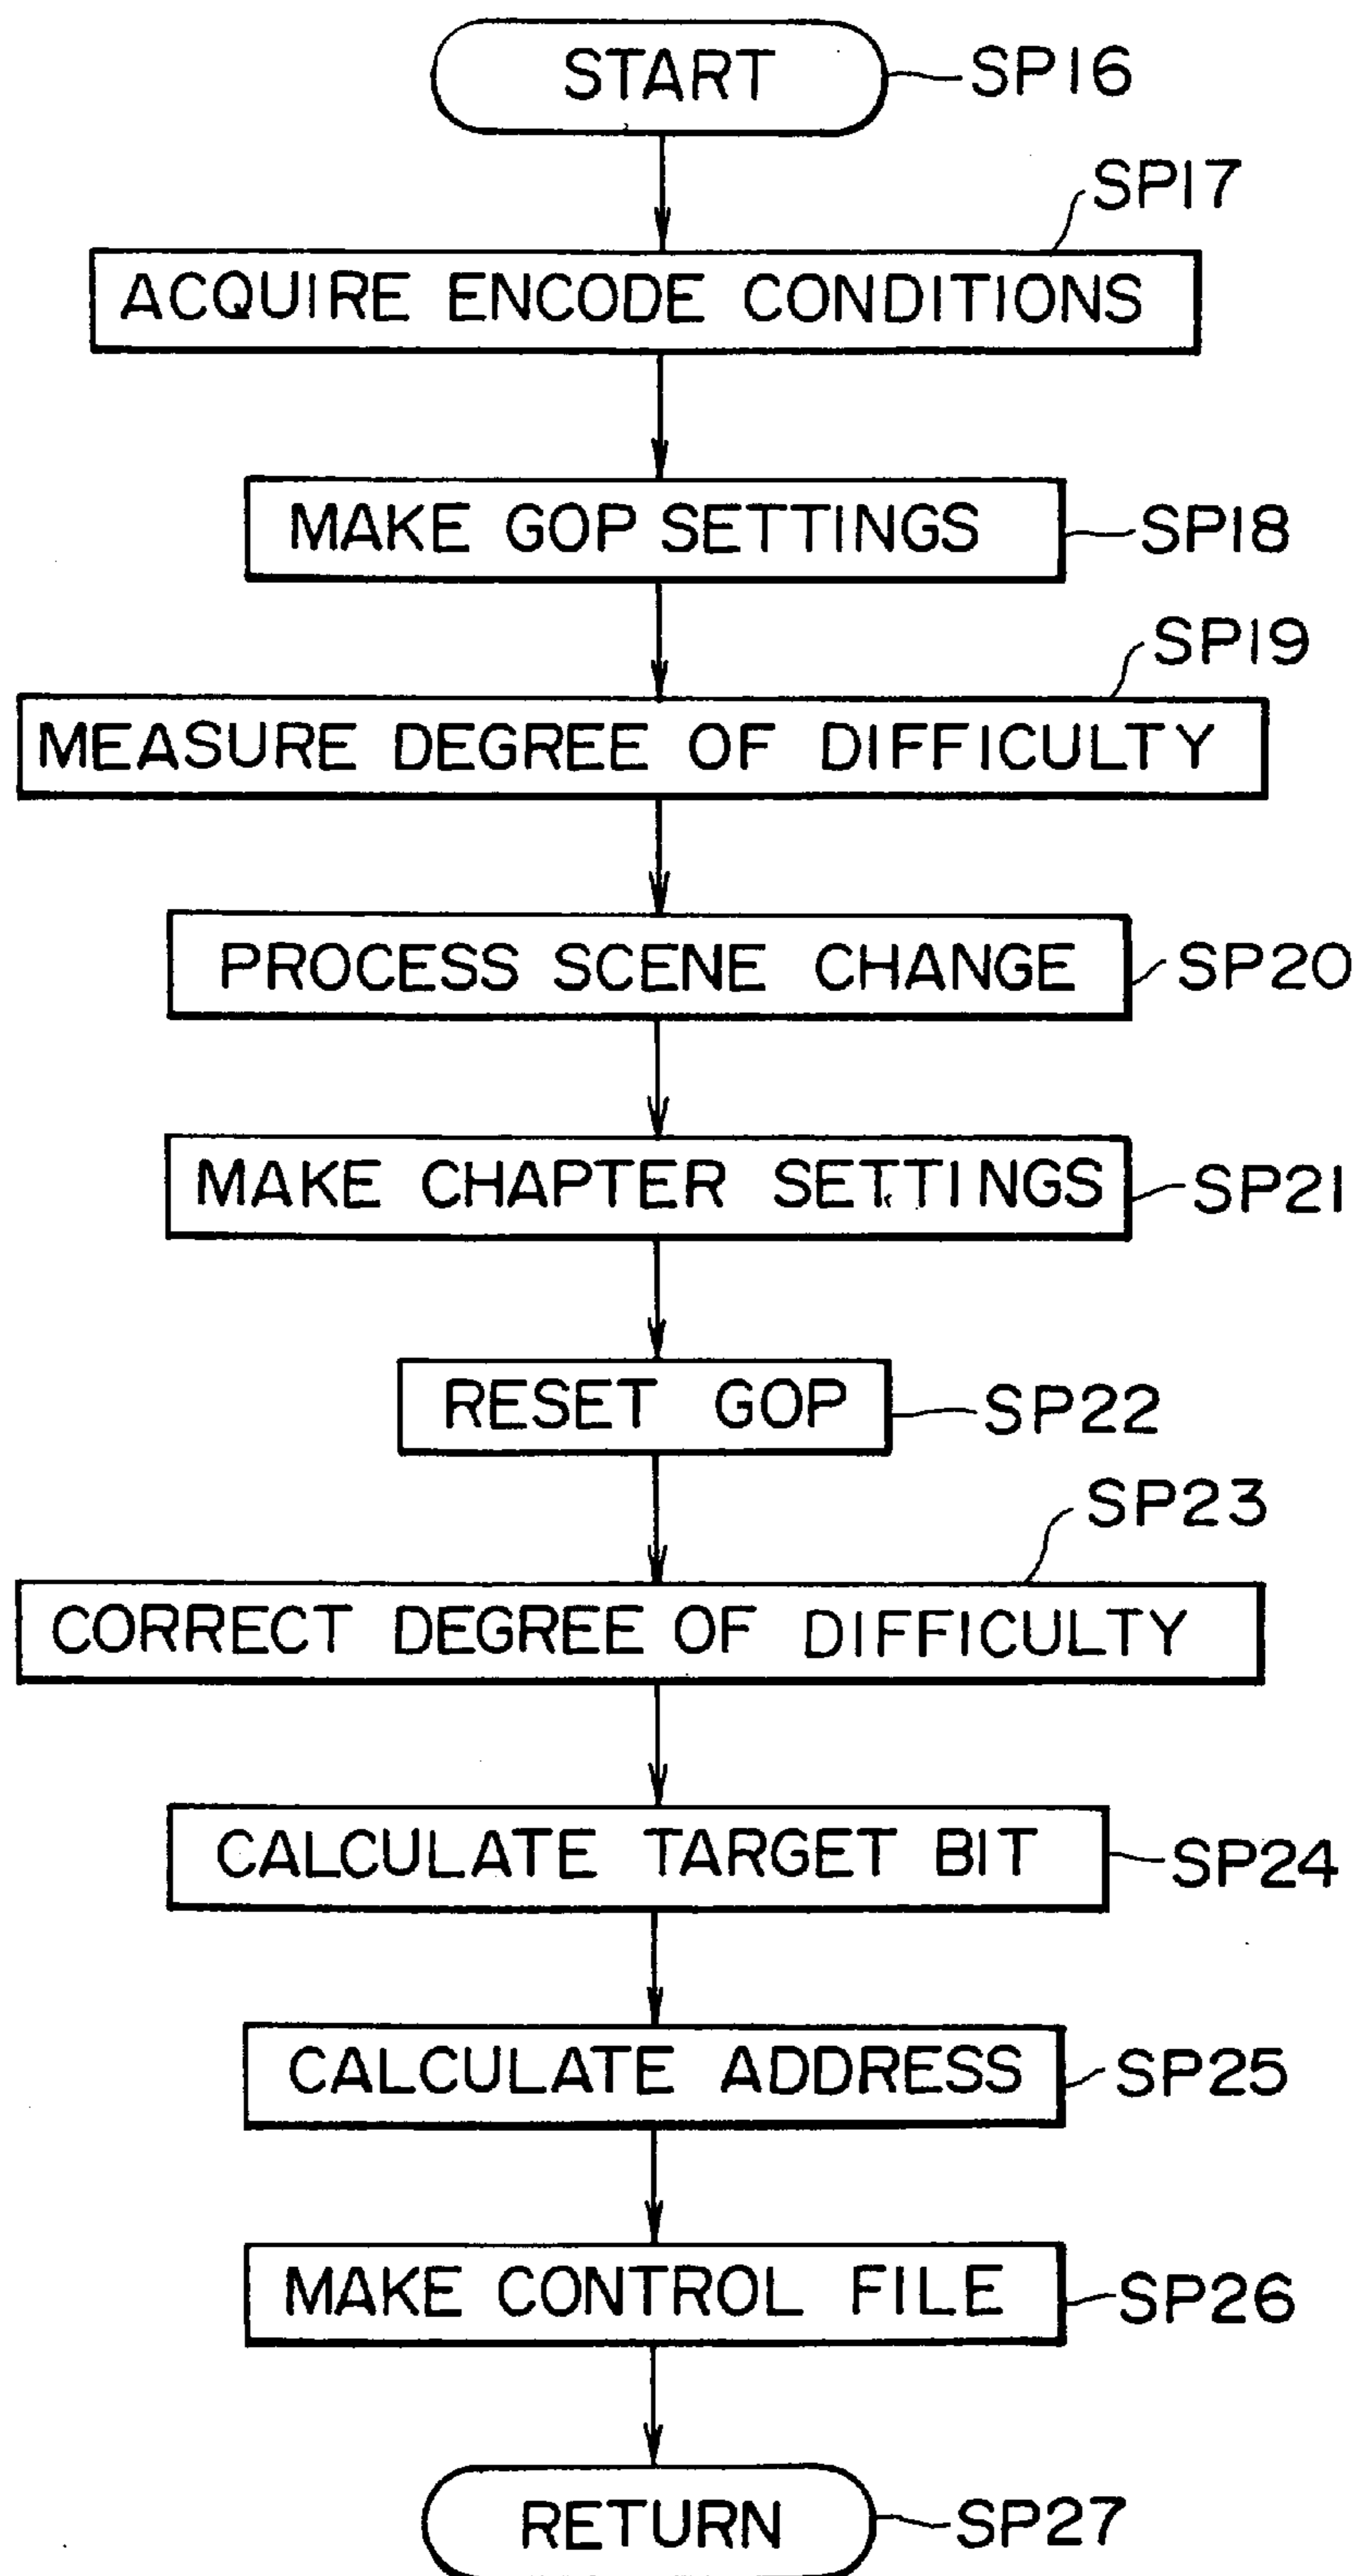 START
SP16
SP17
ACQUIRE ENCODE CONDITIONS
MAKE GOP SETTINGS
SP18
SP19
MEASURE DEGREE OF DIFFICULTY
PROCESS SCENE CHANGE
SP20
MAKE CHAPTER SETTINGS
SP21
RESET GOP
SP22
SP23
CORRECT DEGREE OF DIFFICULTY
CALCULATE TARGET BIT
SP24
CALCULATE ADDRESS
SP25
MAKE CONTROL FILE
SP26
RETURN
SP27